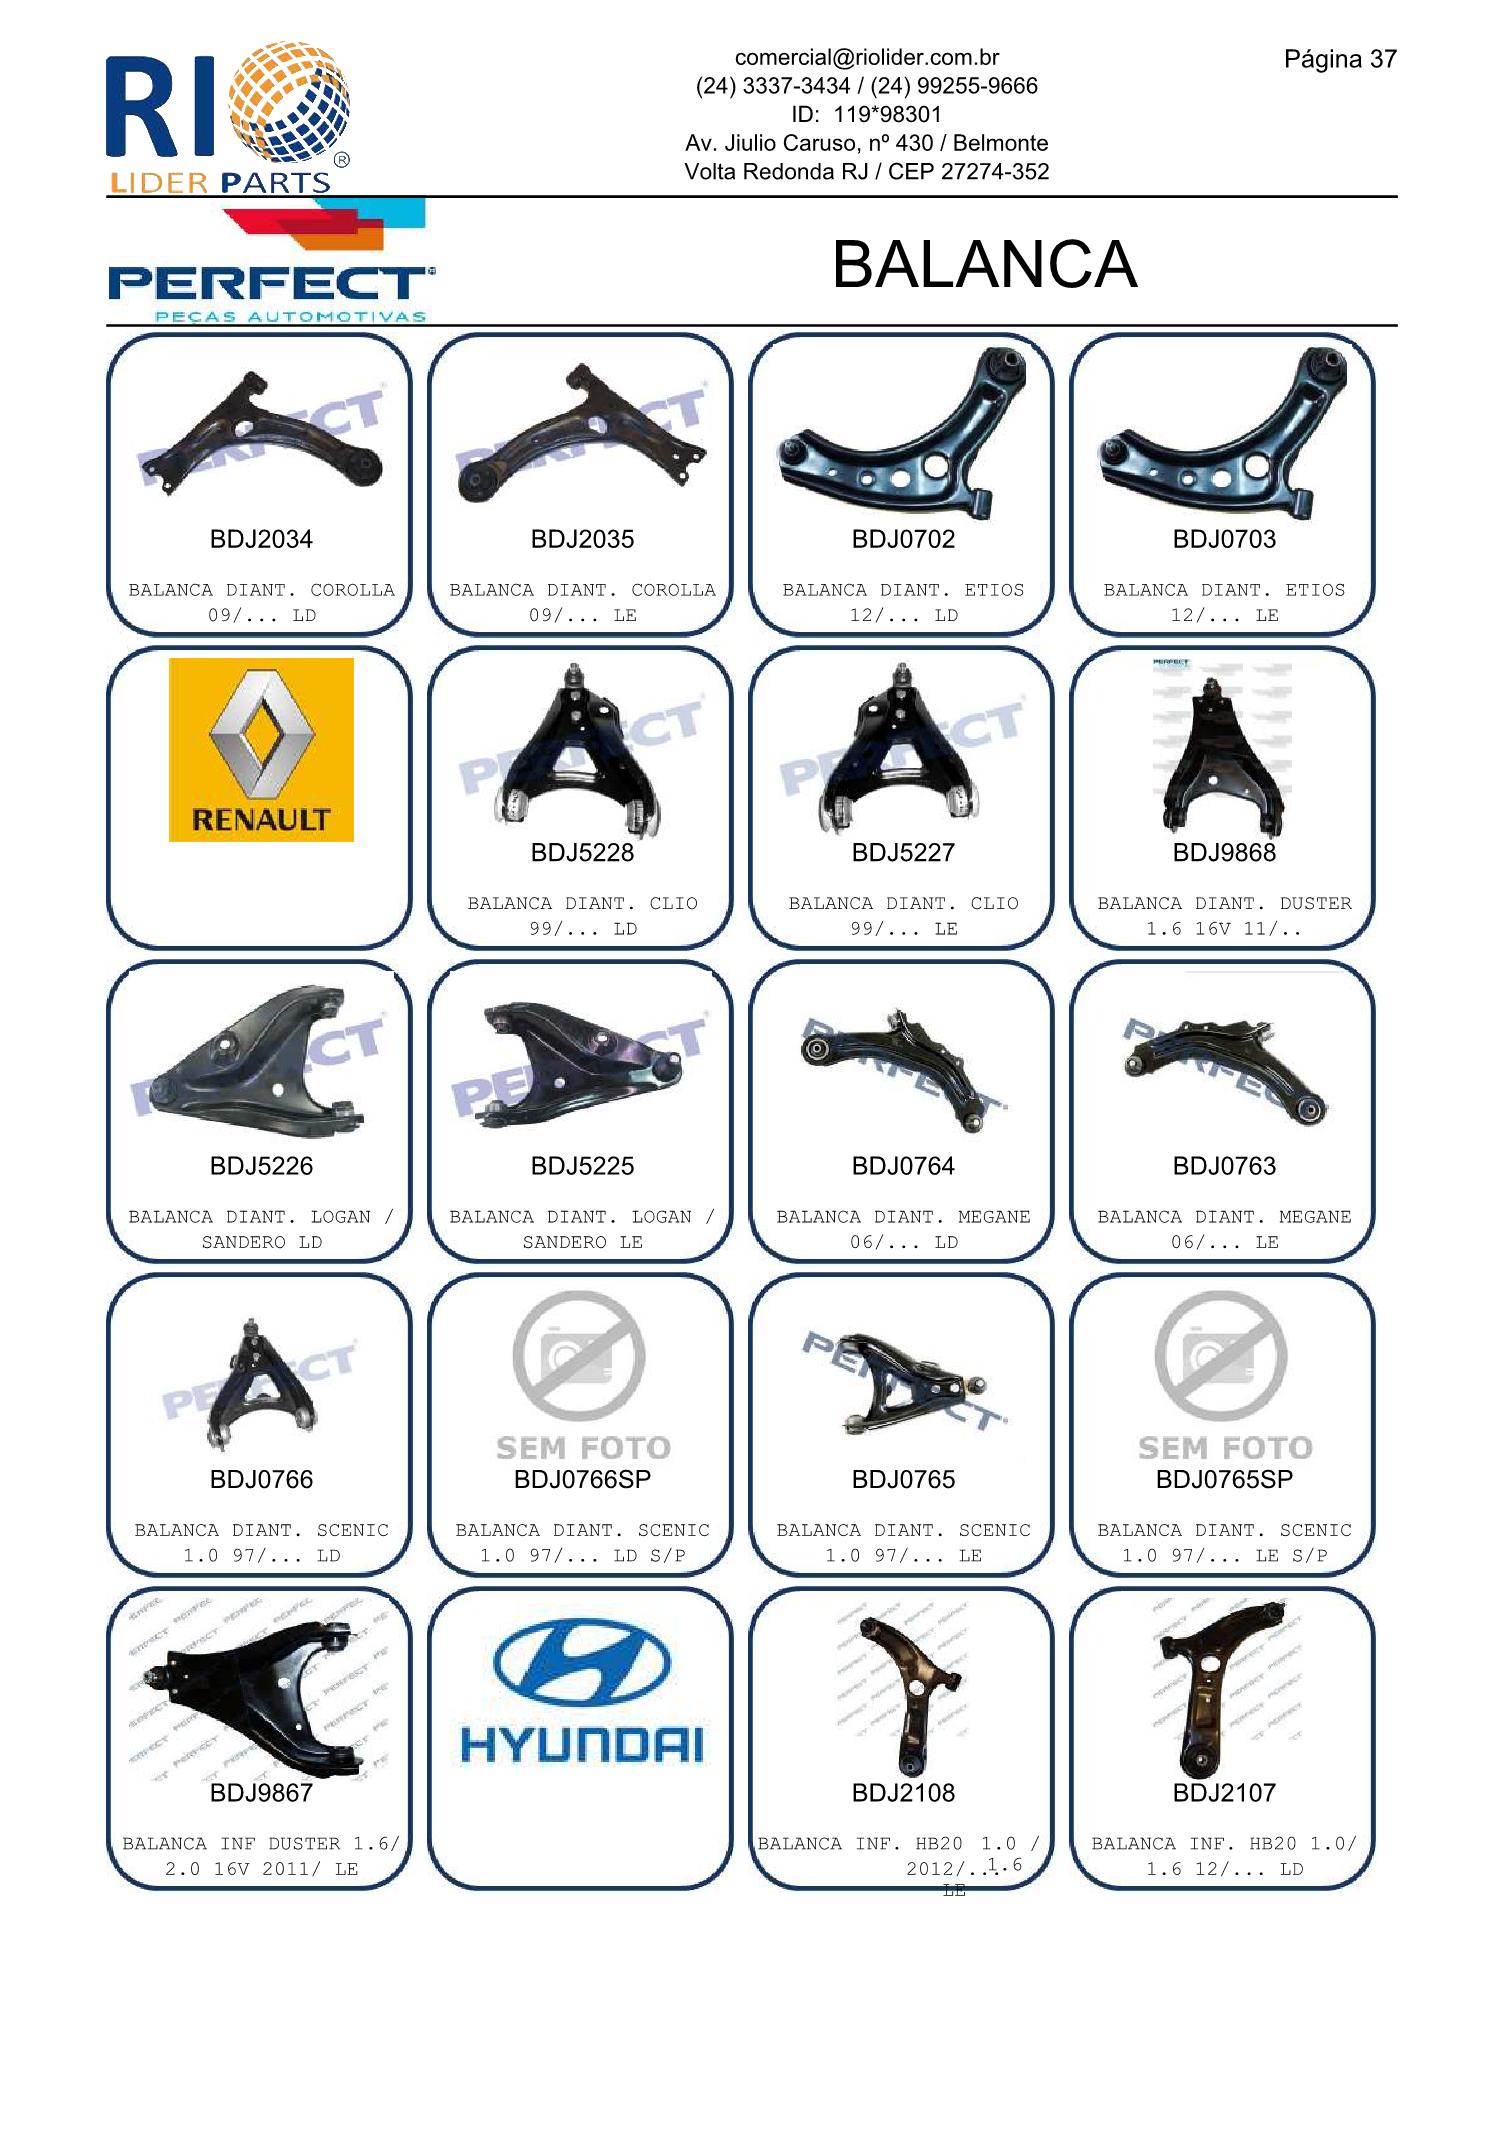 RIO
LIDER PARTS
comercial@riolider.com.br
(24) 3337-3434 / (24) 99255-9666
ID: 119*98301
Av. Jiulio Caruso, nº 430 / Belmonte
Volta Redonda RJ / CEP 27274-352
Página 37
PERFECT
PEÇAS AUTOMOTIVAS
BALANCA
BDJ2034
BALANCA DIANT. COROLLA
09/... LD
BDJ2035
BALANCA DIANT. COROLLA
09/... LE
BDJ0702
BALANCA DIANT. ETIOS
12/... LD
BDJ0703
BALANCA DIANT. ETIOS
12/... LE
RENAULT
BDJ5228
BALANCA DIANT. CLIO
99/... LD
BDJ5227
BALANCA DIANT. CLIO
99/... LE
PERFECT
BDJ9868
BALANCA DIANT. DUSTER
1.6 16V 11/..
BDJ5226
BALANCA DIANT. LOGAN /
SANDERO LD
BDJ5225
BALANCA DIANT. LOGAN /
SANDERO LE
BDJ0764
BALANCA DIANT. MEGANE
06/... LD
BDJ0763
BALANCA DIANT. MEGANE
06/... LE
BDJ0766
BALANCA DIANT. SCENIC
1.0 97/... LD
SEM FOTO
BDJ0766SP
BALANCA DIANT. SCENIC
1.0 97/... LD S/P
BDJ0765
BALANCA DIANT. SCENIC
1.0 97/... LE
SEM FOTO
BDJ0765SP
BALANCA DIANT. SCENIC
1.0 97/... LE S/P
BDJ9867
BALANCA INF DUSTER 1.6/
2.0 16V 2011/ LE
HYUNDAI
BDJ2108
BALANCA INF. HB20 1.0 /
1.6
2012/...
LE
BDJ2107
BALANCA INF. HB20 1.0/
1.6 12/... LD